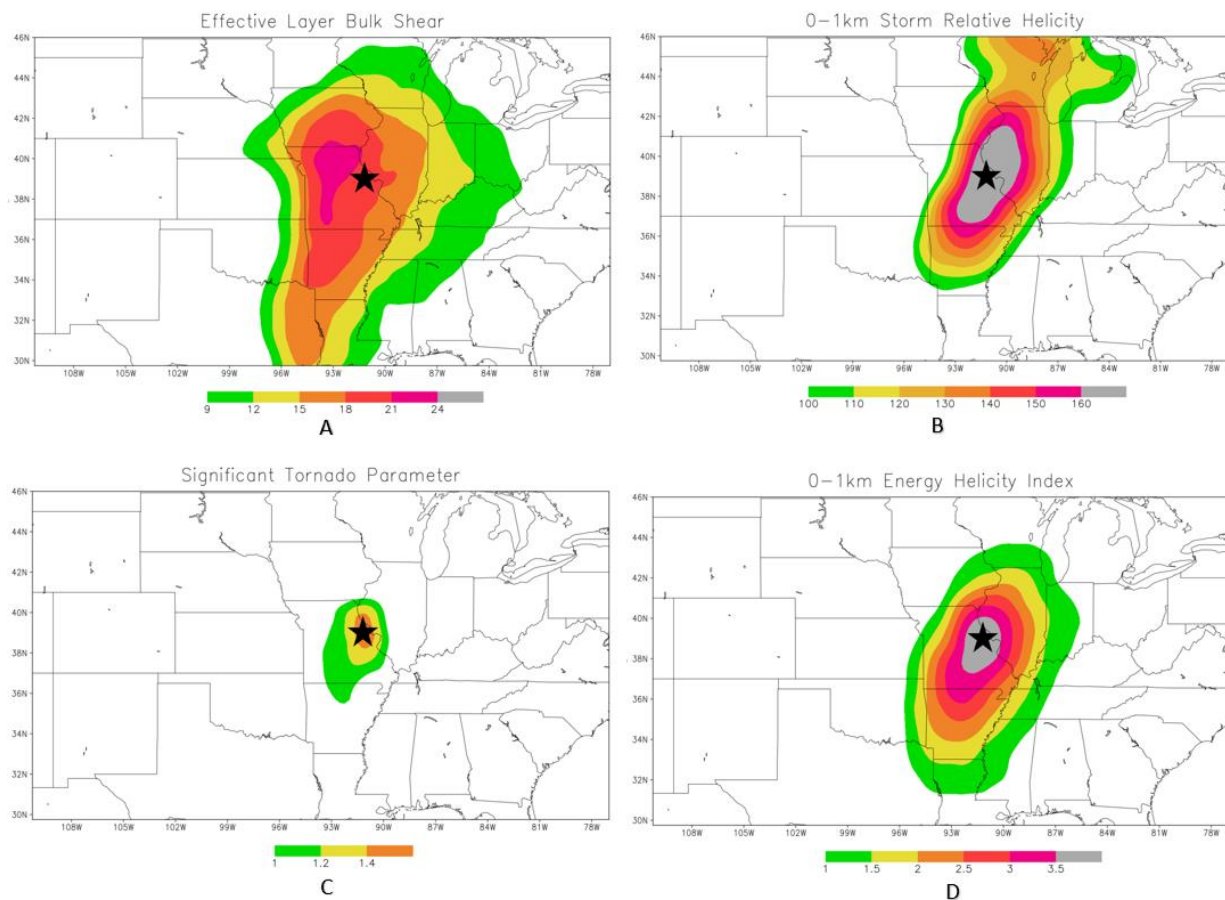 Effective Layer Bulk Shear
46N
44N
42N
40N
38N
36N
34N
32N
30N
108W 105W 102W 99W 96W 93W 90W 87W 84W 81W 78W
9 12 15 18 21 24
A
0-1km Storm Relative Helicity
46N
44N
42N
40N
38N
36N
34N
32N
30N
108W 105W 102W 99W 96W 93W 90W 87W 84W 81W 78W
100 110 120 130 140 150 160
B
Significant Tornado Parameter
46N
44N
42N
40N
38N
36N
34N
32N
30N
108W 105W 102W 99W 96W 93W 90W 87W 84W 81W 78W
1 1.2 1.4
C
0-1km Energy Helicity Index
46N
44N
42N
40N
38N
36N
34N
32N
30N
108W 105W 102W 99W 96W 93W 90W 87W 84W 81W 78W
1 1.5 2 2.5 3 3.5
D